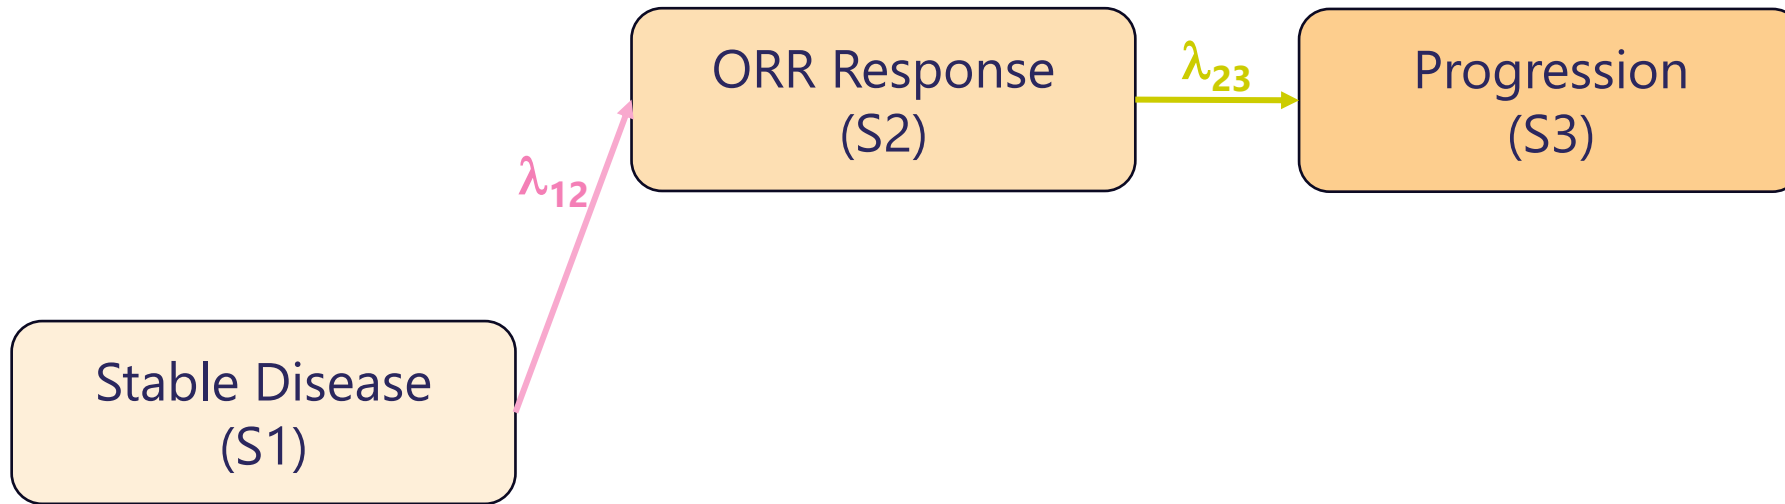 ORR Response
(S2)
λ23
Progression
(S3)
λ12
Stable Disease
(S1)